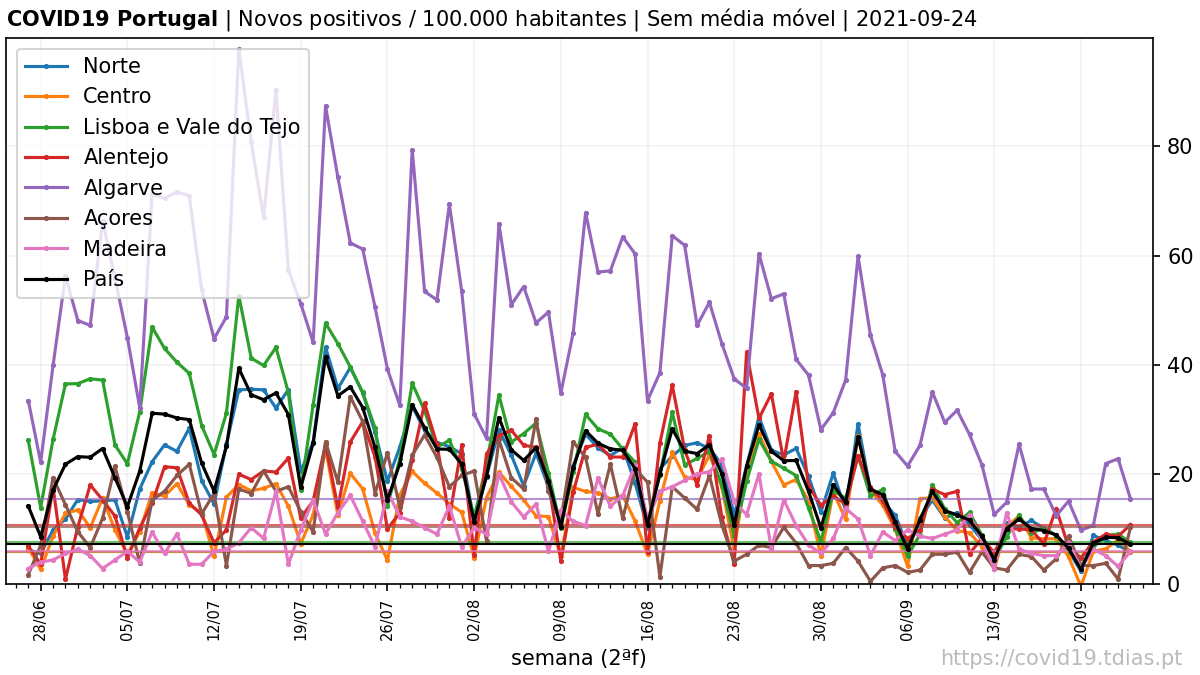 COVID19 Portugal | Novos positivos / 100.000 habitantes | Sem média móvel | 2021-09-24
Norte
Centro
Lisboa e Vale do Tejo
Alentejo
Algarve
Açores
Madeira
País
80
60
40
20
0
28/06
05/07
12/07
19/07
26/07
02/08
09/08
16/08
23/08
30/08
06/09
13/09
20/09
semana (2ªf)
https://covid19.tdias.pt